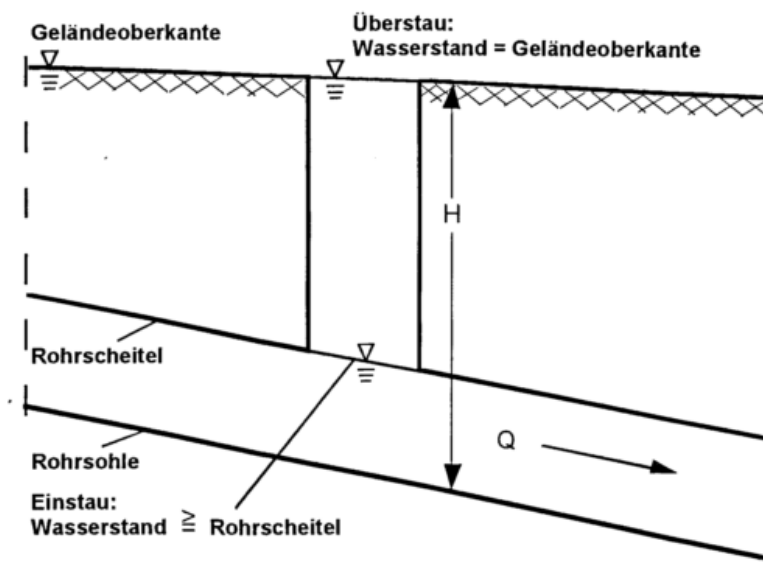 Geländeoberkante
Überstau:
Wasserstand = Geländeoberkante
H
Rohrscheitel
Q
Rohrsohle
Einstau:
Wasserstand ≧ Rohrscheitel